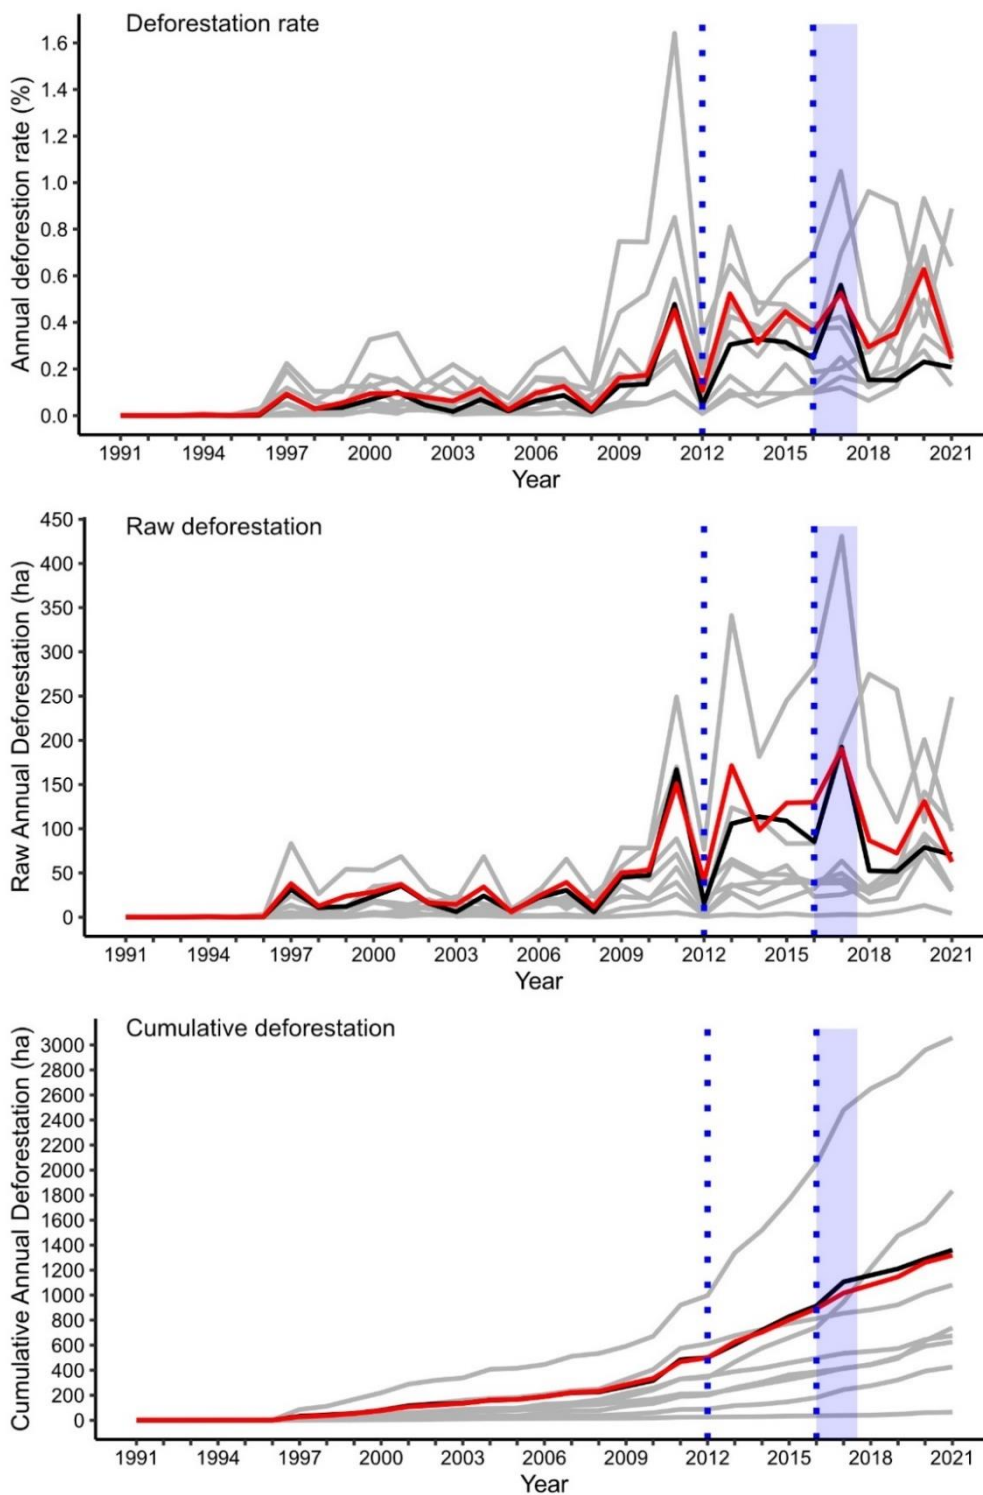 Deforestation rate
Annual deforestion rate (%)
1.6
1.4
1.2
1.0
0.8
0.6
0.4
0.2
0.0
1991 1994 1997 2000 2003 2006 2009 2012 2015 2018 2021
Year
Raw deforestation
Raw Annual Deforestation (ha)
450
400
350
300
250
200
150
100
50
0
1991 1994 1997 2000 2003 2006 2009 2012 2015 2018 2021
Year
Cumulative deforestation
Cumulative Annual Deforestation (ha)
3000
2800
2600
2400
2200
2000
1800
1600
1400
1200
1000
800
600
400
200
0
1991 1994 1997 2000 2003 2006 2009 2012 2015 2018 2021
Year